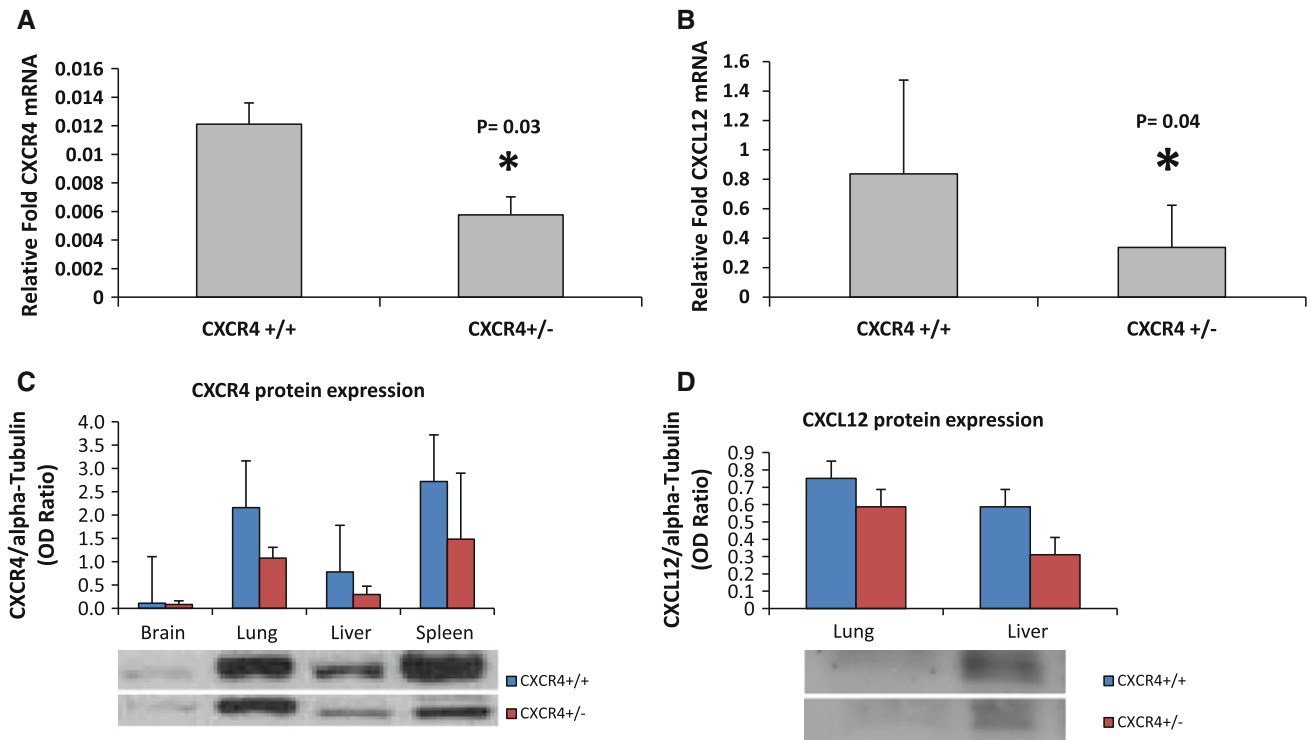 A
Relative Fold CXCR4 mRNA
0.016
0.014
0.012
0.01
0.008
0.006
0.004
0.002
0
P= 0.03
*
CXCR4 +/+
CXCR4+/-
B
Relative Fold CXCL12 mRNA
1.6
1.4
1.2
1
0.8
0.6
0.4
0.2
0
P= 0.04
*
CXCR4 +/+
CXCR4 +/-
C
CXCR4 protein expression
CXCR4/alpha-Tubulin
(OD Ratio)
4.0
3.5
3.0
2.5
2.0
1.5
1.0
0.5
0.0
Brain
Lung
Liver
Spleen
CXCR4+/+
CXCR4+/-
D
CXCL12 protein expression
CXCL12/alpha-Tubulin
(OD Ratio)
0.9
0.8
0.7
0.6
0.5
0.4
0.3
0.2
0.1
0
Lung
Liver
CXCR4+/+
CXCR4+/-